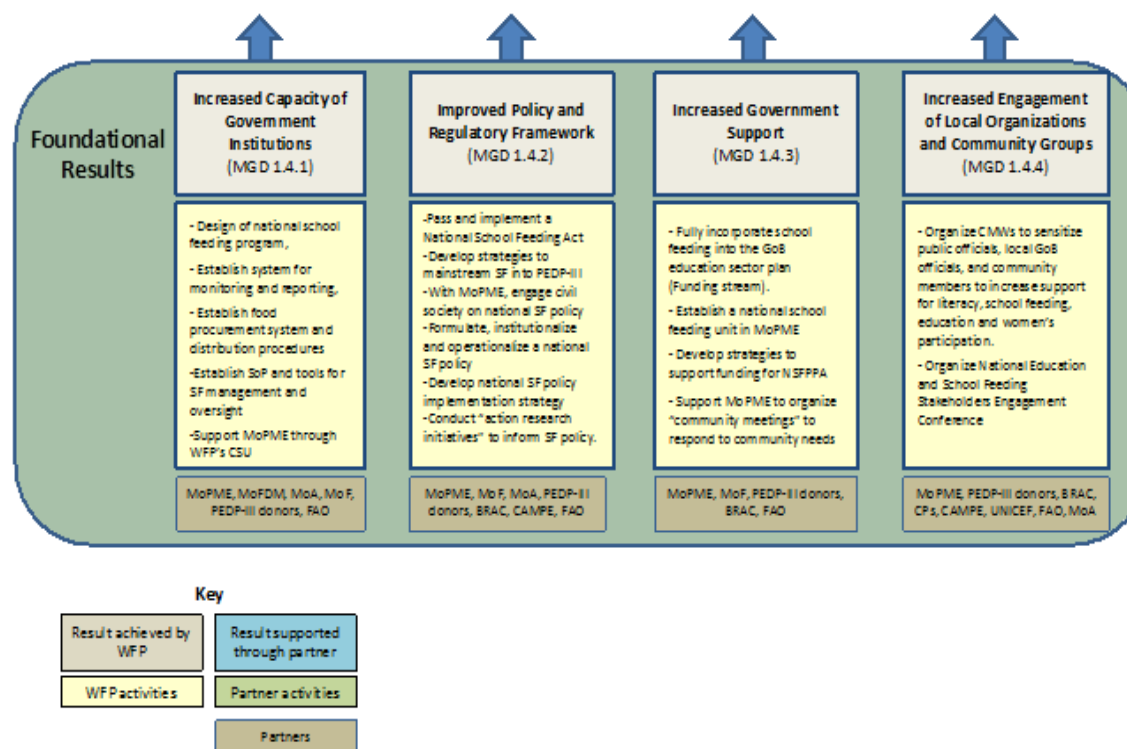 Foundational
Results
Increased Capacity of
Government
Institutions
(MGD 1.4.1)
- Design of national school
feeding program,
- Establish system for
monitoring and reporting,
- Establish food
procurement system and
distribution procedures
-Establish SoP and tools for
SF management and
oversight
-Support MoPME through
WFP's CSU
MoPME, MoFDM, MoA, MoF,
PEDP-III donors, FAO
Improved Policy and
Regulatory Framework
(MGD 1.4.2)
-Pass and implement a
National School Feeding Act
-Develop strategies to
mainstream SF into PEDP-III
-With MoPME, engage civil
society on national SF policy
-Formulate, institutionalize
and operationalize a national
SF policy
-Develop national SF policy
implementation strategy
-Conduct "action research
initiatives" to inform SF policy.
MoPME, MoF, MoA, PEDP-III
donors, BRAC, CAMPE, FAO
Increased Government
Support
(MGD 1.4.3)
- Fully incorporate school
feeding into the GoB
education sector plan
(Funding stream).
- Establish a national school
feeding unit in MoPME
- Develop strategies to
support funding for NSFPPA
- Support MoPME to organize
"community meetings" to
respond to community needs
MoPME, MoF, PEDP-III donors,
BRAC, FAO
Increased Engagement
of Local Organizations
and Community Groups
(MGD 1.4.4)
- Organize CMWs to sensitize
public officials, local GoB
officials, and community
members to increase support
for literacy, school feeding,
education and women's
participation.
- Organize National Education
and School Feeding
Stakeholders Engagement
Conference
MoPME, PEDP-III donors, BRAC,
CPs, CAMPE, UNICEF, FAO, MoA
Key
Result achieved by
WFP
Result supported
through partner
WFP activities
Partner activities
Partners